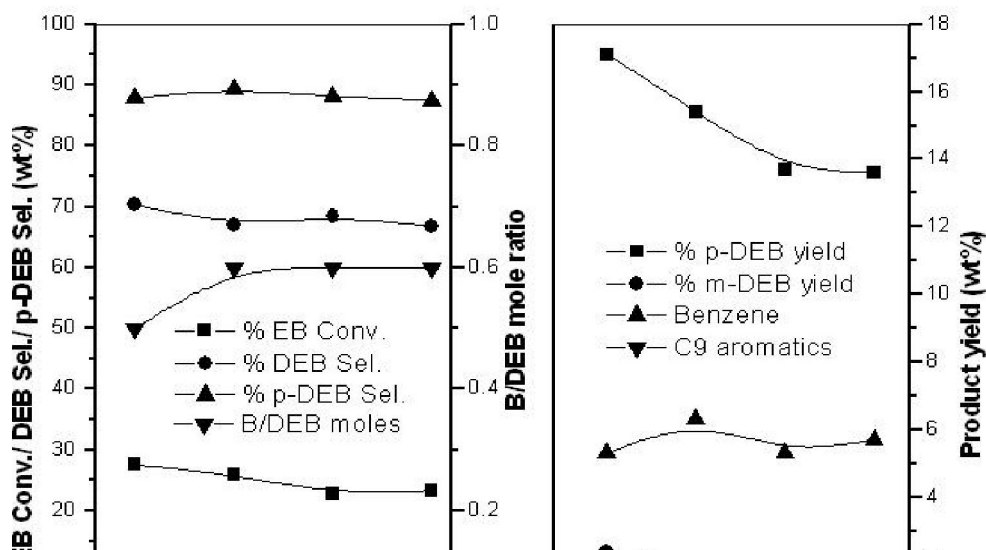 100
90
80
70
60
50
40
30
20
EB Conv./ DEB Sel./ p-DEB Sel. (wt%)
% EB Conv.
% DEB Sel.
% p-DEB Sel.
B/DEB moles
1.0
0.8
0.6
0.4
0.2
B/DEB mole ratio
% p-DEB yield
% m-DEB yield
Benzene
C9 aromatics
18
16
14
12
10
8
6
4
Product yield (wt%)